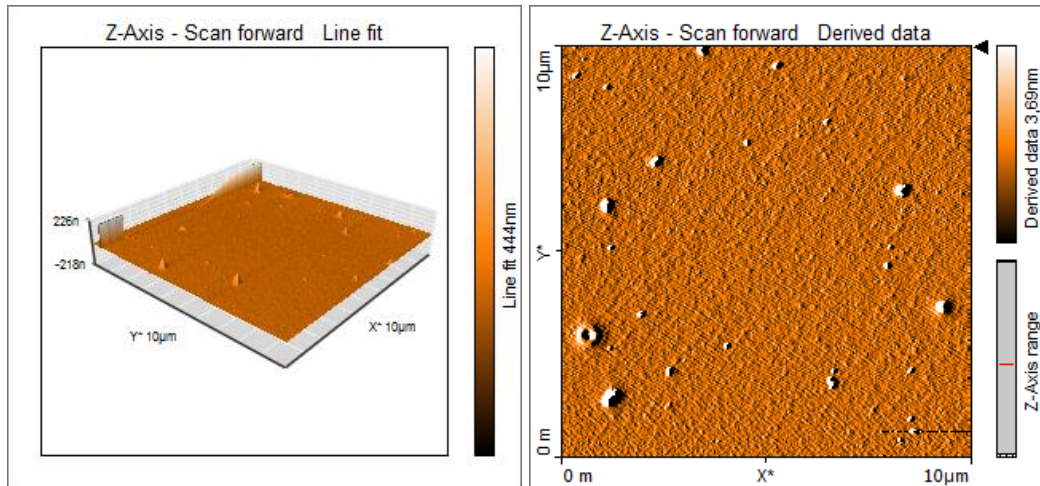 Z-Axis - Scan forward Line fit
226n
-218n
Y* 10µm
X* 10µm
Line fit 444nm
Z-Axis - Scan forward Derived data
10µm
Y*
0 m
0 m
X*
10µm
Derived data 3,69nm
Z-Axis range